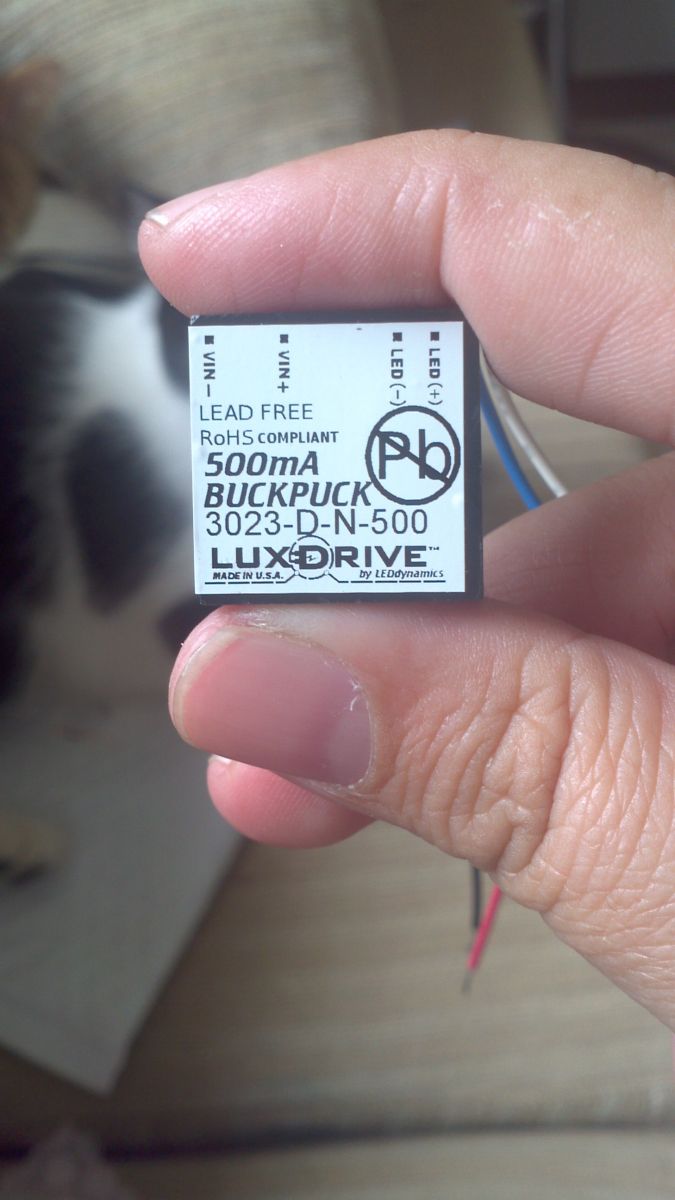 VIN -
VIN +
LED (-)
LED (+)
LEAD FREE
RoHS COMPLIANT
Pb
500mA
BUCKPUCK
3023-D-N-500
LUXDRIVE™
MADE IN U.S.A. by LEDdynamics